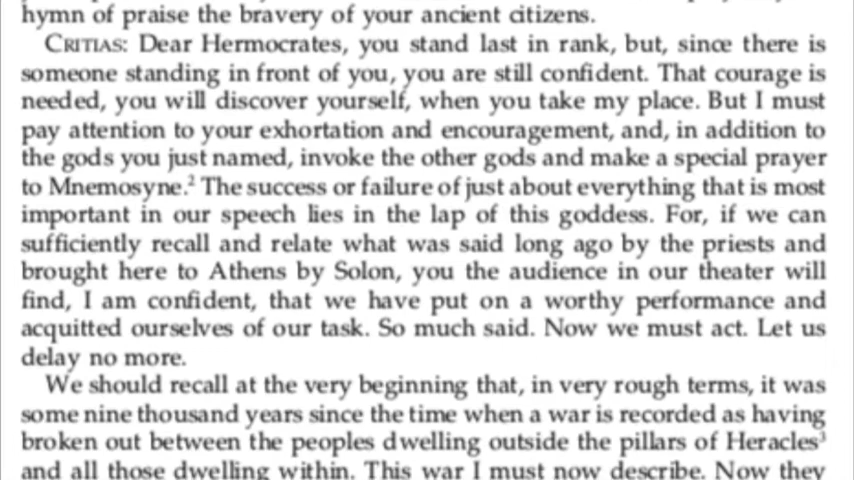 hymn of praise the bravery of your ancient citizens.
CRITIAS: Dear Hermocrates, you stand last in rank, but, since there is
someone standing in front of you, you are still confident. That courage is
needed, you will discover yourself, when you take my place. But I must
pay attention to your exhortation and encouragement, and, in addition to
the gods you just named, invoke the other gods and make a special prayer
to Mnemosyne.² The success or failure of just about everything that is most
important in our speech lies in the lap of this goddess. For, if we can
sufficiently recall and relate what was said long ago by the priests and
brought here to Athens by Solon, you the audience in our theater will
find, I am confident, that we have put on a worthy performance and
acquitted ourselves of our task. So much said. Now we must act. Let us
delay no more.
We should recall at the very beginning that, in very rough terms, it was
some nine thousand years since the time when a war is recorded as having
broken out between the peoples dwelling outside the pillars of Heracles³
and all those dwelling within. This war I must now describe. Now they